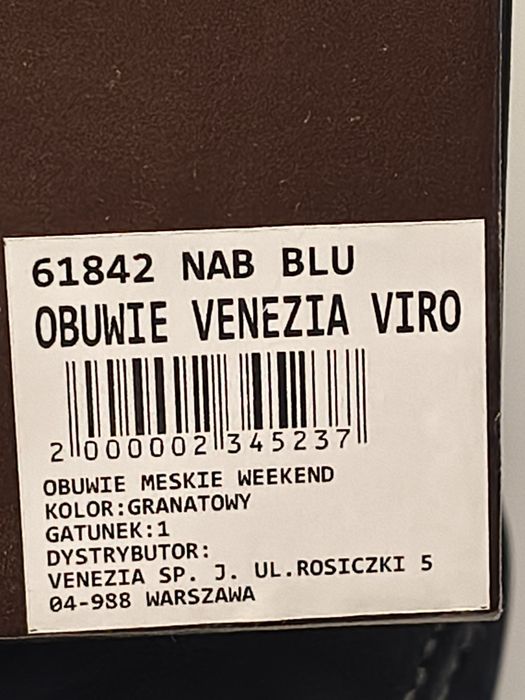 61842 NAB BLU
OBUWIE VENEZIA VIRO
2 000002 345237
OBUWIE MESKIE WEEKEND
KOLOR:GRANATOWY
GATUNEK:1
DYSTRYBUTOR:
VENEZIA SP. J. UL.ROSICZKI 5
04-988 WARSZAWA